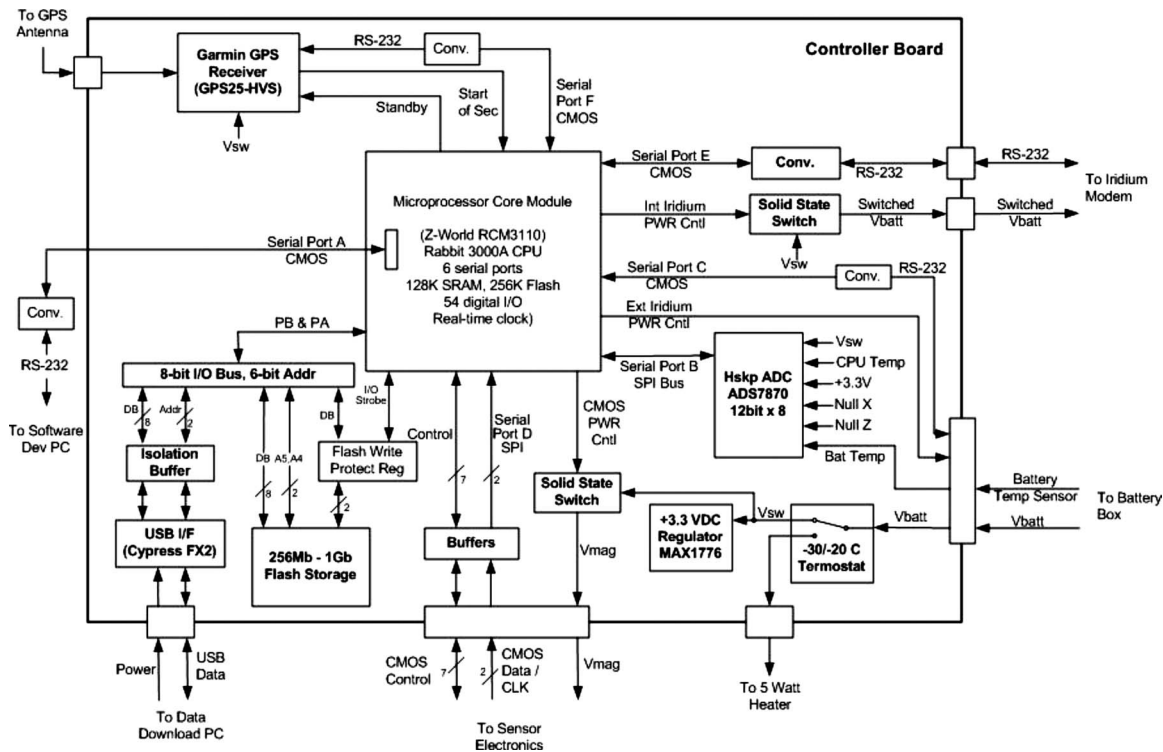 To GPS
Antenna
Garmin GPS
Receiver
(GPS25-HVS)
RS-232
Conv.
Controller Board
Standby
Start
of Sec
Serial
Port F
CMOS
Vsw
Microprocessor Core Module
(Z-World RCM3110)
Rabbit 3000A CPU
6 serial ports
128K SRAM, 256K Flash
54 digital I/O
Real-time clock)
Serial Port E
CMOS
Conv.
RS-232
RS-232
To Iridium
Modem
Int Iridium
PWR Cntl
Solid State
Switch
Switched
Vbatt
Switched
Vbatt
Vsw
Serial Port A
CMOS
Serial Port C
CMOS
Conv.
RS-232
Ext Iridium
PWR Cntl
Conv.
RS-232
To Software
Dev PC
PB & PA
8-bit I/O Bus, 6-bit Addr
Serial Port B
SPI Bus
Hskp ADC
ADS7870
12bit x 8
Vsw
CPU Temp
+3.3V
Null X
Null Z
Bat Temp
DB
8
Addr
2
I/O
Strobe
DB
Isolation
Buffer
DB
8
A5,A4
2
Flash Write
Protect Reg
2
Control
7
Serial
Port D
SPI
2
CMOS
PWR
Cntl
Solid State
Switch
Battery
Temp Sensor
To Battery
Box
Vbatt
USB I/F
(Cypress FX2)
256Mb - 1Gb
Flash Storage
Buffers
Vmag
+3.3 VDC
Regulator
MAX1776
Vsw
-30/-20 C
Termostat
Vbatt
Power
USB
Data
To Data
Download PC
CMOS
Control
7
2
CMOS
Data /
CLK
Vmag
To Sensor
Electronics
To 5 Watt
Heater